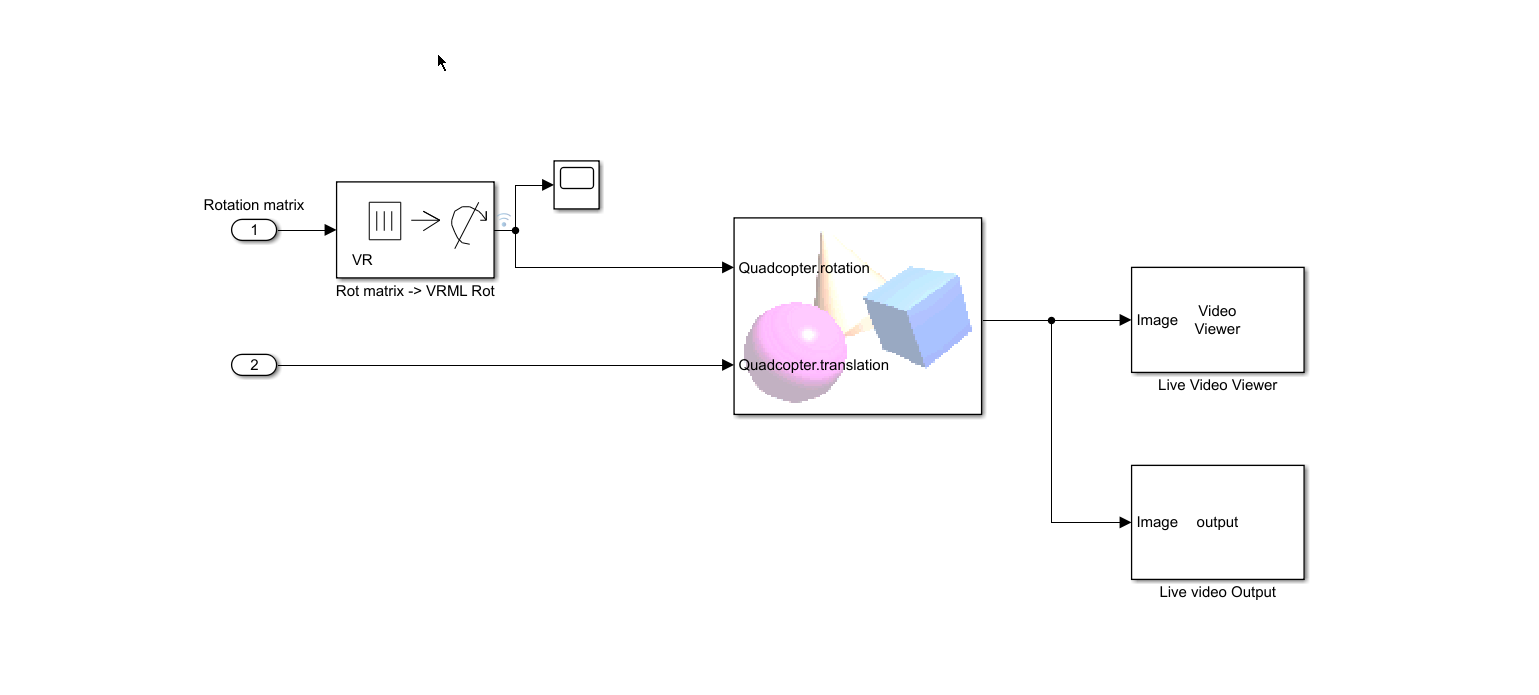 Rotation matrix
1
VR
Rot matrix -> VRML Rot
2
Quadcopter.rotation
Quadcopter.translation
Image
Video
Viewer
Live Video Viewer
Image
output
Live video Output